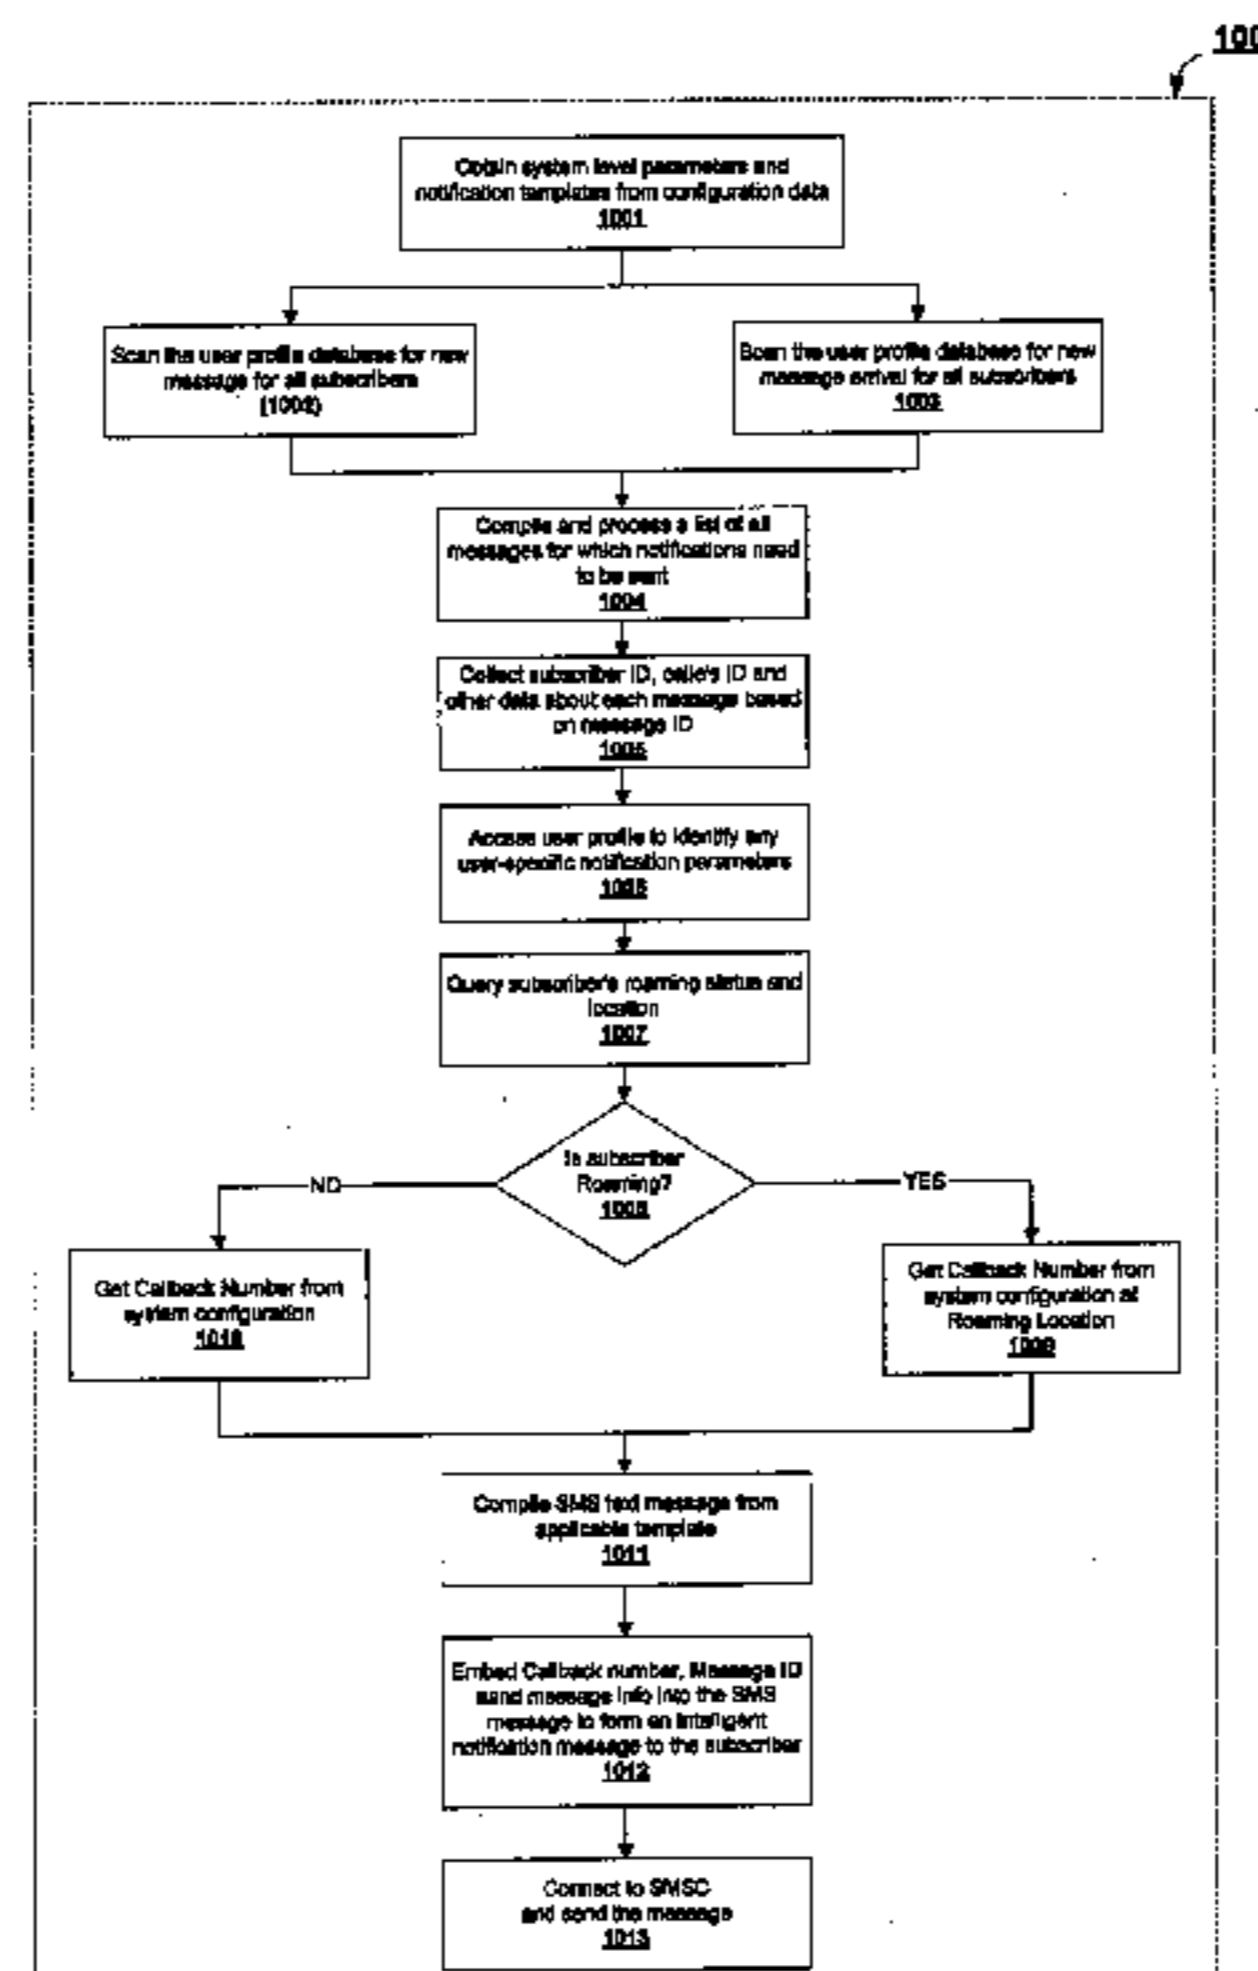 100
Obtain system level parameters and
notification templates from configuration data
1001
Scan the user profile database for new
message for all subscribers
(1002)
Scan the user profile database for new
message arrival for all subscribers
1003
Compile and process a list of all
messages for which notifications need
to be sent
1004
Collect subscriber ID, calle's ID and
other data about each message based
on message ID
1005
Access user profile to identify any
user-specific notification parameters
1006
Query subscriber's roaming status and
location
1007
Is subscriber
Roaming?
1008
NO
YES
Get Callback Number from
system configuration
1010
Get Callback Number from
system configuration at
Roaming Location
1009
Compile SMS text message from
applicable template
1011
Embed Callback number, Message ID
send message info into the SMS
message to form an intelligent
notification message to the subscriber
1012
Connect to SMSC
and send the message
1013